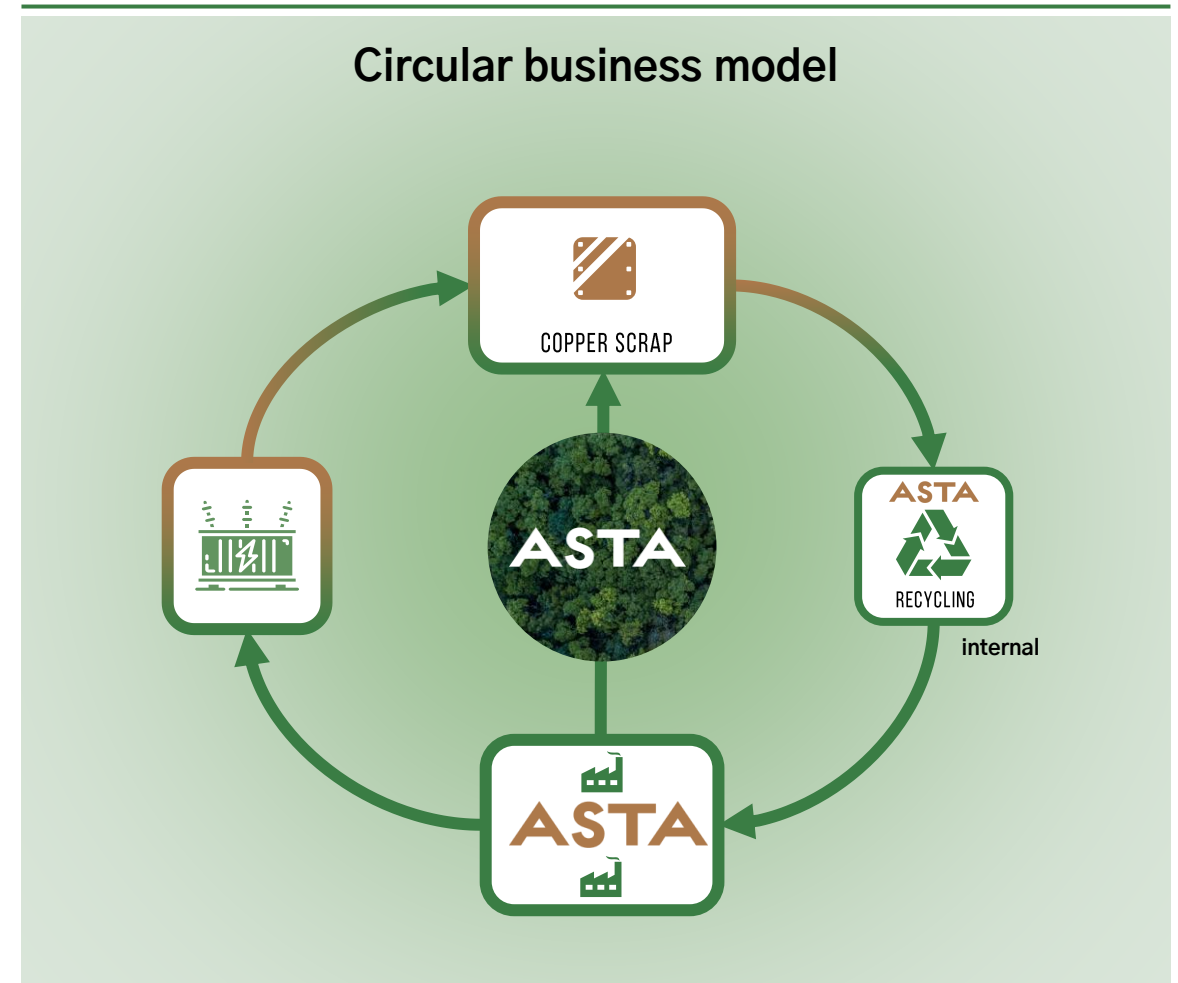 Circular business model
COPPER SCRAP
ASTA
RECYCLING
internal
ASTA
ASTA